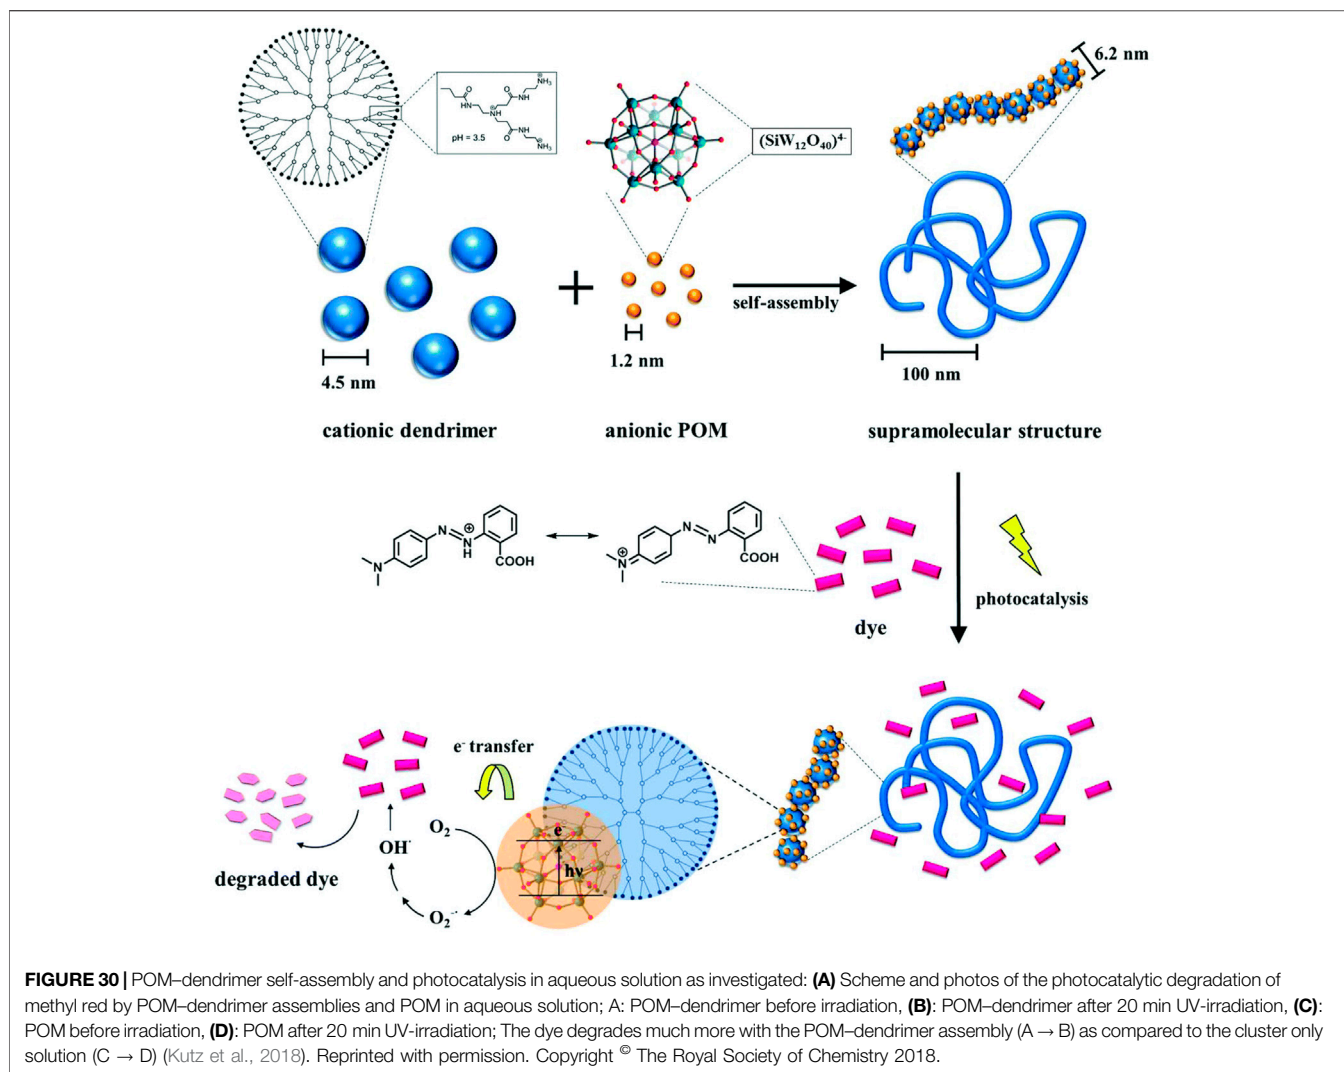 6.2 nm
NH₃
⊕
O
NH
N
H
O
NH
pH = 3.5
O
NH
NH₃
⊕
(SiW₁₂O₄₀)⁴⁻
+
self-assembly
4.5 nm
1.2 nm
100 nm
cationic dendrimer
anionic POM
supramolecular structure
N
N
⊕
H
N
COOH
N
N
⊕
N
COOH
photocatalysis
dye
e⁻ transfer
O₂
e⁻
OH˙
hν
degraded dye
O₂⁻˙
FIGURE 30 | POM–dendrimer self-assembly and photocatalysis in aqueous solution as investigated: (A) Scheme and photos of the photocatalytic degradation of
methyl red by POM–dendrimer assemblies and POM in aqueous solution; A: POM–dendrimer before irradiation, (B): POM–dendrimer after 20 min UV-irradiation, (C):
POM before irradiation, (D): POM after 20 min UV-irradiation; The dye degrades much more with the POM–dendrimer assembly (A → B) as compared to the cluster only
solution (C → D) (Kutz et al., 2018). Reprinted with permission. Copyright © The Royal Society of Chemistry 2018.